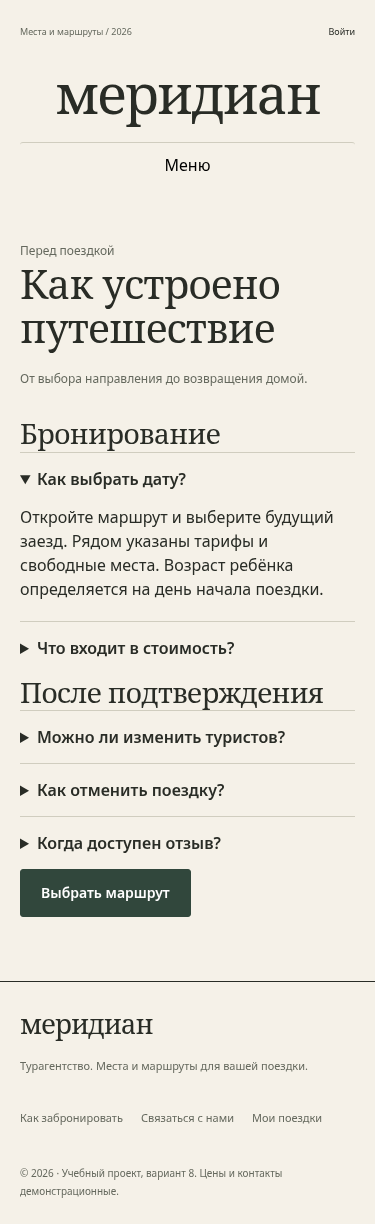 Места и маршруты / 2026
Войти
меридиан
Меню
Перед поездкой
Как устроено
путешествие
От выбора направления до возвращения домой.
Бронирование
Как выбрать дату?
Откройте маршрут и выберите будущий
заезд. Рядом указаны тарифы и
свободные места. Возраст ребёнка
определяется на день начала поездки.
Что входит в стоимость?
После подтверждения
Можно ли изменить туристов?
Как отменить поездку?
Когда доступен отзыв?
Выбрать маршрут
меридиан
Турагентство. Места и маршруты для вашей поездки.
Как забронировать Связаться с нами Мои поездки
© 2026 · Учебный проект, вариант 8. Цены и контакты
демонстрационные.